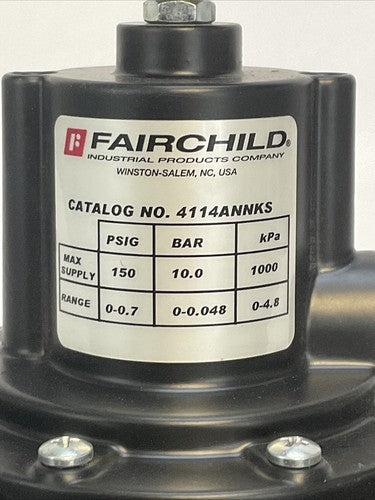 FAIRCHILD®
INDUSTRIAL PRODUCTS COMPANY
WINSTON-SALEM, NC, USA
CATALOG NO. 4114ANNKS
PSIG BAR kPa
MAX SUPPLY 150 10.0 1000
RANGE 0-0.7 0-0.048 0-4.8